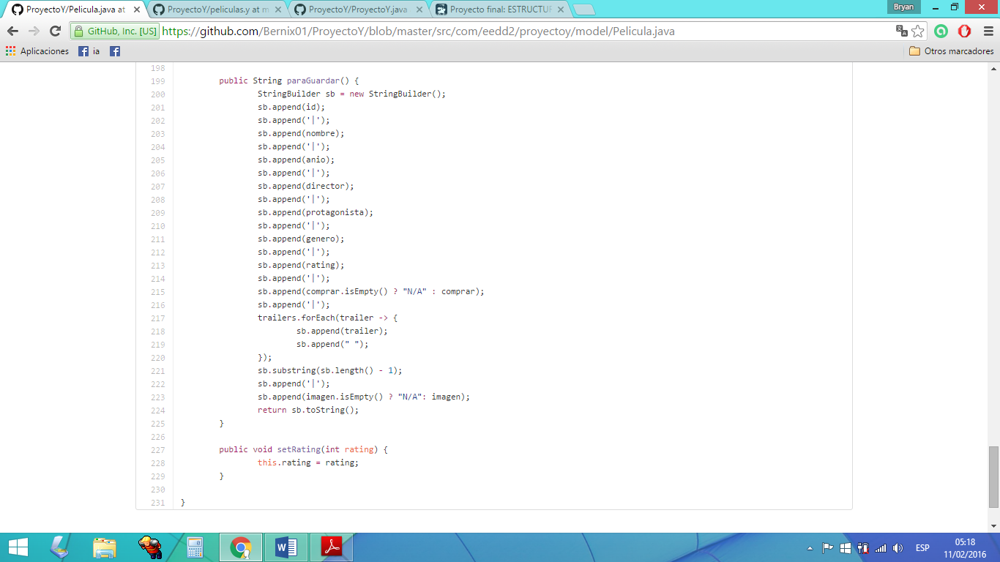 ProyectoY/Pelicula.java at
ProyectoY/peliculas.y at m
ProyectoY/ProyectoY.java
Proyecto final: ESTRUCTUR
Bryan
GitHub, Inc. [US]
https://github.com/Bernix01/ProyectoY/blob/master/src/com/eedd2/proyectoy/model/Pelicula.java
Aplicaciones
ia
Otros marcadores
198
199 public String paraGuardar() {
200 StringBuilder sb = new StringBuilder();
201 sb.append(id);
202 sb.append('|');
203 sb.append(nombre);
204 sb.append('|');
205 sb.append(anio);
206 sb.append('|');
207 sb.append(director);
208 sb.append('|');
209 sb.append(protagonista);
210 sb.append('|');
211 sb.append(genero);
212 sb.append('|');
213 sb.append(rating);
214 sb.append('|');
215 sb.append(comprar.isEmpty() ? "N/A" : comprar);
216 sb.append('|');
217 trailers.forEach(trailer -> {
218 sb.append(trailer);
219 sb.append(" ");
220 });
221 sb.substring(sb.length() - 1);
222 sb.append('|');
223 sb.append(imagen.isEmpty() ? "N/A": imagen);
224 return sb.toString();
225 }
226
227 public void setRating(int rating) {
228 this.rating = rating;
229 }
230
231 }
ESP
05:18
11/02/2016